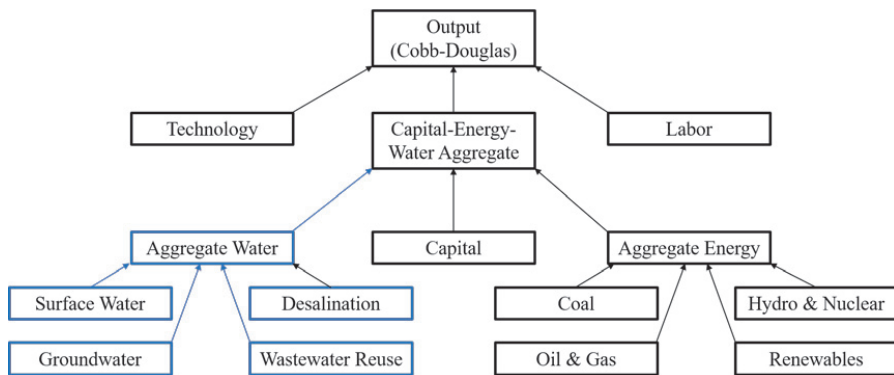 Output
(Cobb-Douglas)
Technology
Capital-Energy-
Water Aggregate
Labor
Aggregate Water
Capital
Aggregate Energy
Surface Water
Desalination
Coal
Hydro & Nuclear
Groundwater
Wastewater Reuse
Oil & Gas
Renewables